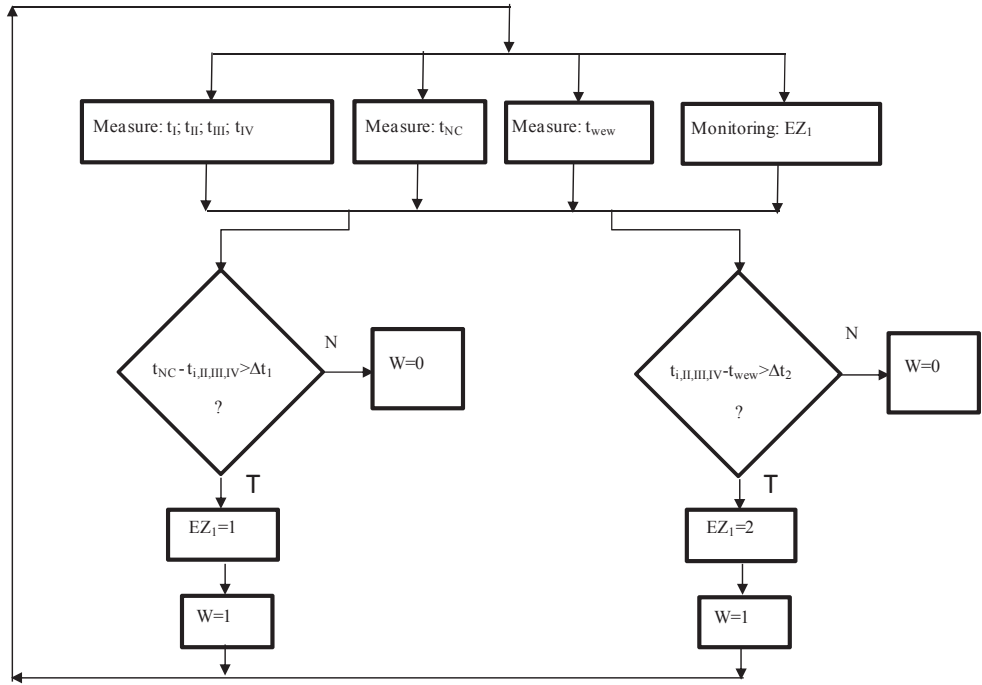 Measure: t_I; t_II; t_III; t_IV
Measure: t_NC
Measure: t_wew
Monitoring: EZ_1
t_NC - t_i,II,III,IV>Δt_1
?
N
W=0
t_i,II,III,IV-t_wew>Δt_2
?
N
W=0
T
T
EZ_1=1
EZ_1=2
W=1
W=1